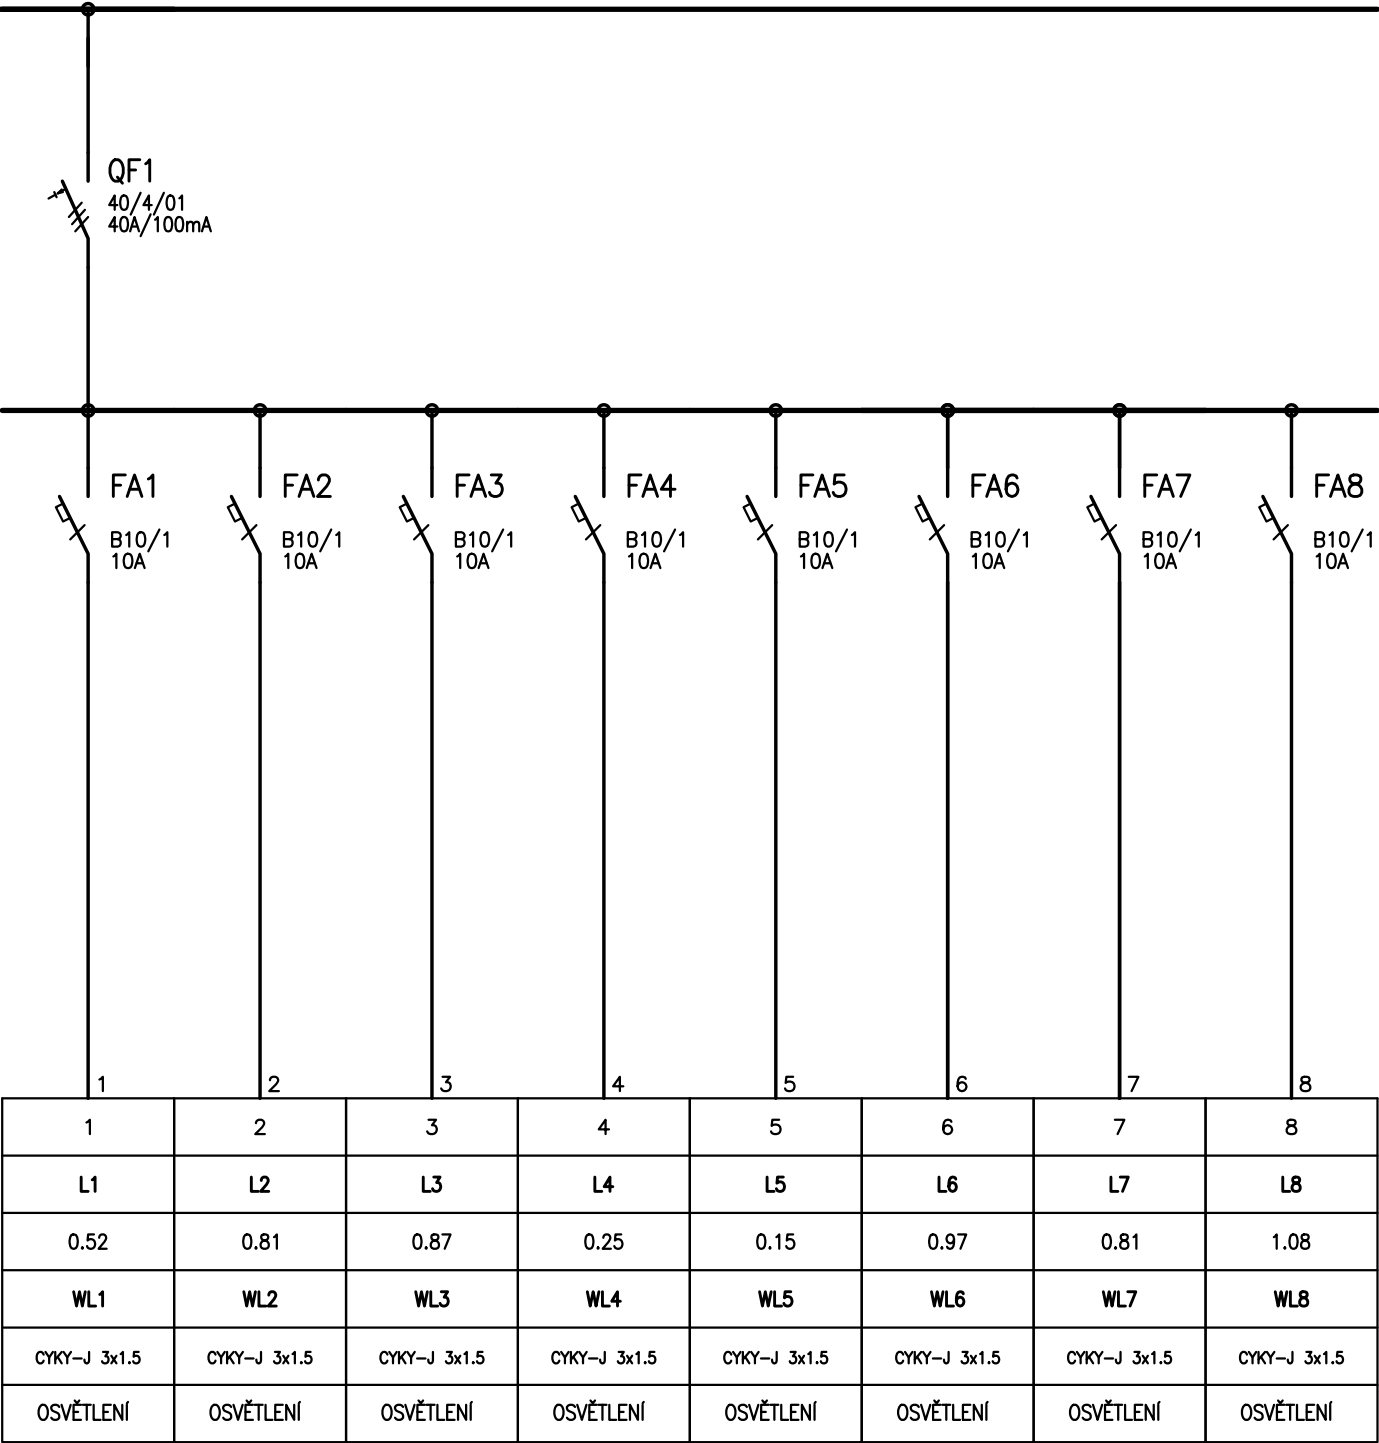 QF1
40/4/01
40A/100mA
FA1 FA2 FA3 FA4 FA5 FA6 FA7 FA8
B10/1 B10/1 B10/1 B10/1 B10/1 B10/1 B10/1 B10/1
10A 10A 10A 10A 10A 10A 10A 10A
1 2 3 4 5 6 7 8
1 2 3 4 5 6 7 8
L1 L2 L3 L4 L5 L6 L7 L8
0.52 0.81 0.87 0.25 0.15 0.97 0.81 1.08
WL1 WL2 WL3 WL4 WL5 WL6 WL7 WL8
CYKY-J 3x1.5 CYKY-J 3x1.5 CYKY-J 3x1.5 CYKY-J 3x1.5 CYKY-J 3x1.5 CYKY-J 3x1.5 CYKY-J 3x1.5 CYKY-J 3x1.5
OSVĚTLENÍ OSVĚTLENÍ OSVĚTLENÍ OSVĚTLENÍ OSVĚTLENÍ OSVĚTLENÍ OSVĚTLENÍ OSVĚTLENÍ